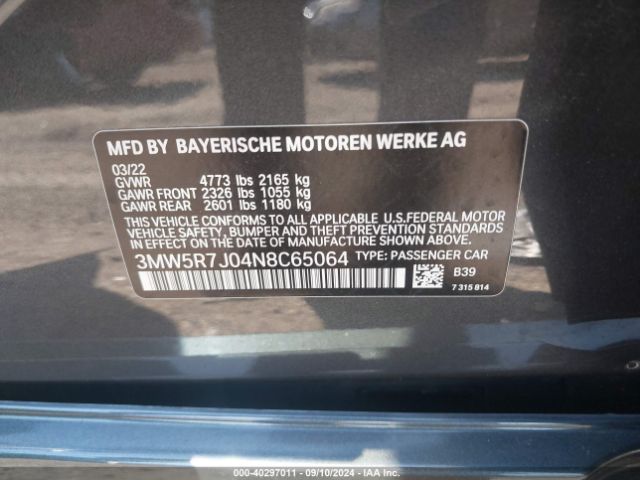 MFD BY BAYERISCHE MOTOREN WERKE AG
03/22
GVWR 4773 lbs 2165 kg
GAWR FRONT 2326 lbs 1055 kg
GAWR REAR 2601 lbs 1180 kg
THIS VEHICLE CONFORMS TO ALL APPLICABLE U.S.FEDERAL MOTOR
VEHICLE SAFETY, BUMPER AND THEFT PREVENTION STANDARDS
IN EFFECT ON THE DATE OF MANUFACTURE SHOWN ABOVE.
3MW5R7J04N8C65064 TYPE: PASSENGER CAR
B39
7 315 814
000-40297011 - 09/10/2024 - IAA Inc.